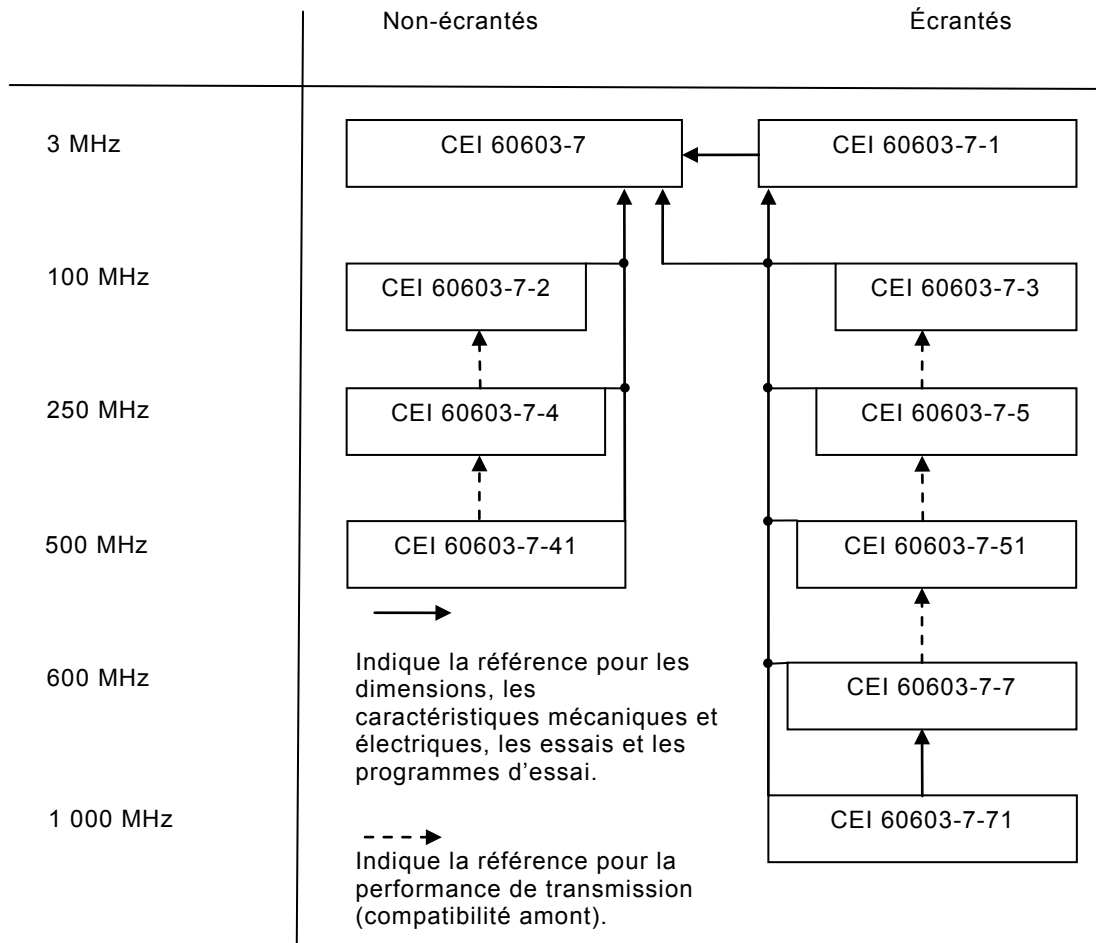 Non-écrantés
Écrantés
3 MHz
CEI 60603-7
CEI 60603-7-1
100 MHz
CEI 60603-7-2
CEI 60603-7-3
250 MHz
CEI 60603-7-4
CEI 60603-7-5
500 MHz
CEI 60603-7-41
CEI 60603-7-51
Indique la référence pour les
dimensions, les
caractéristiques mécaniques et
électriques, les essais et les
programmes d’essai.
600 MHz
CEI 60603-7-7
1 000 MHz
CEI 60603-7-71
Indique la référence pour la
performance de transmission
(compatibilité amont).